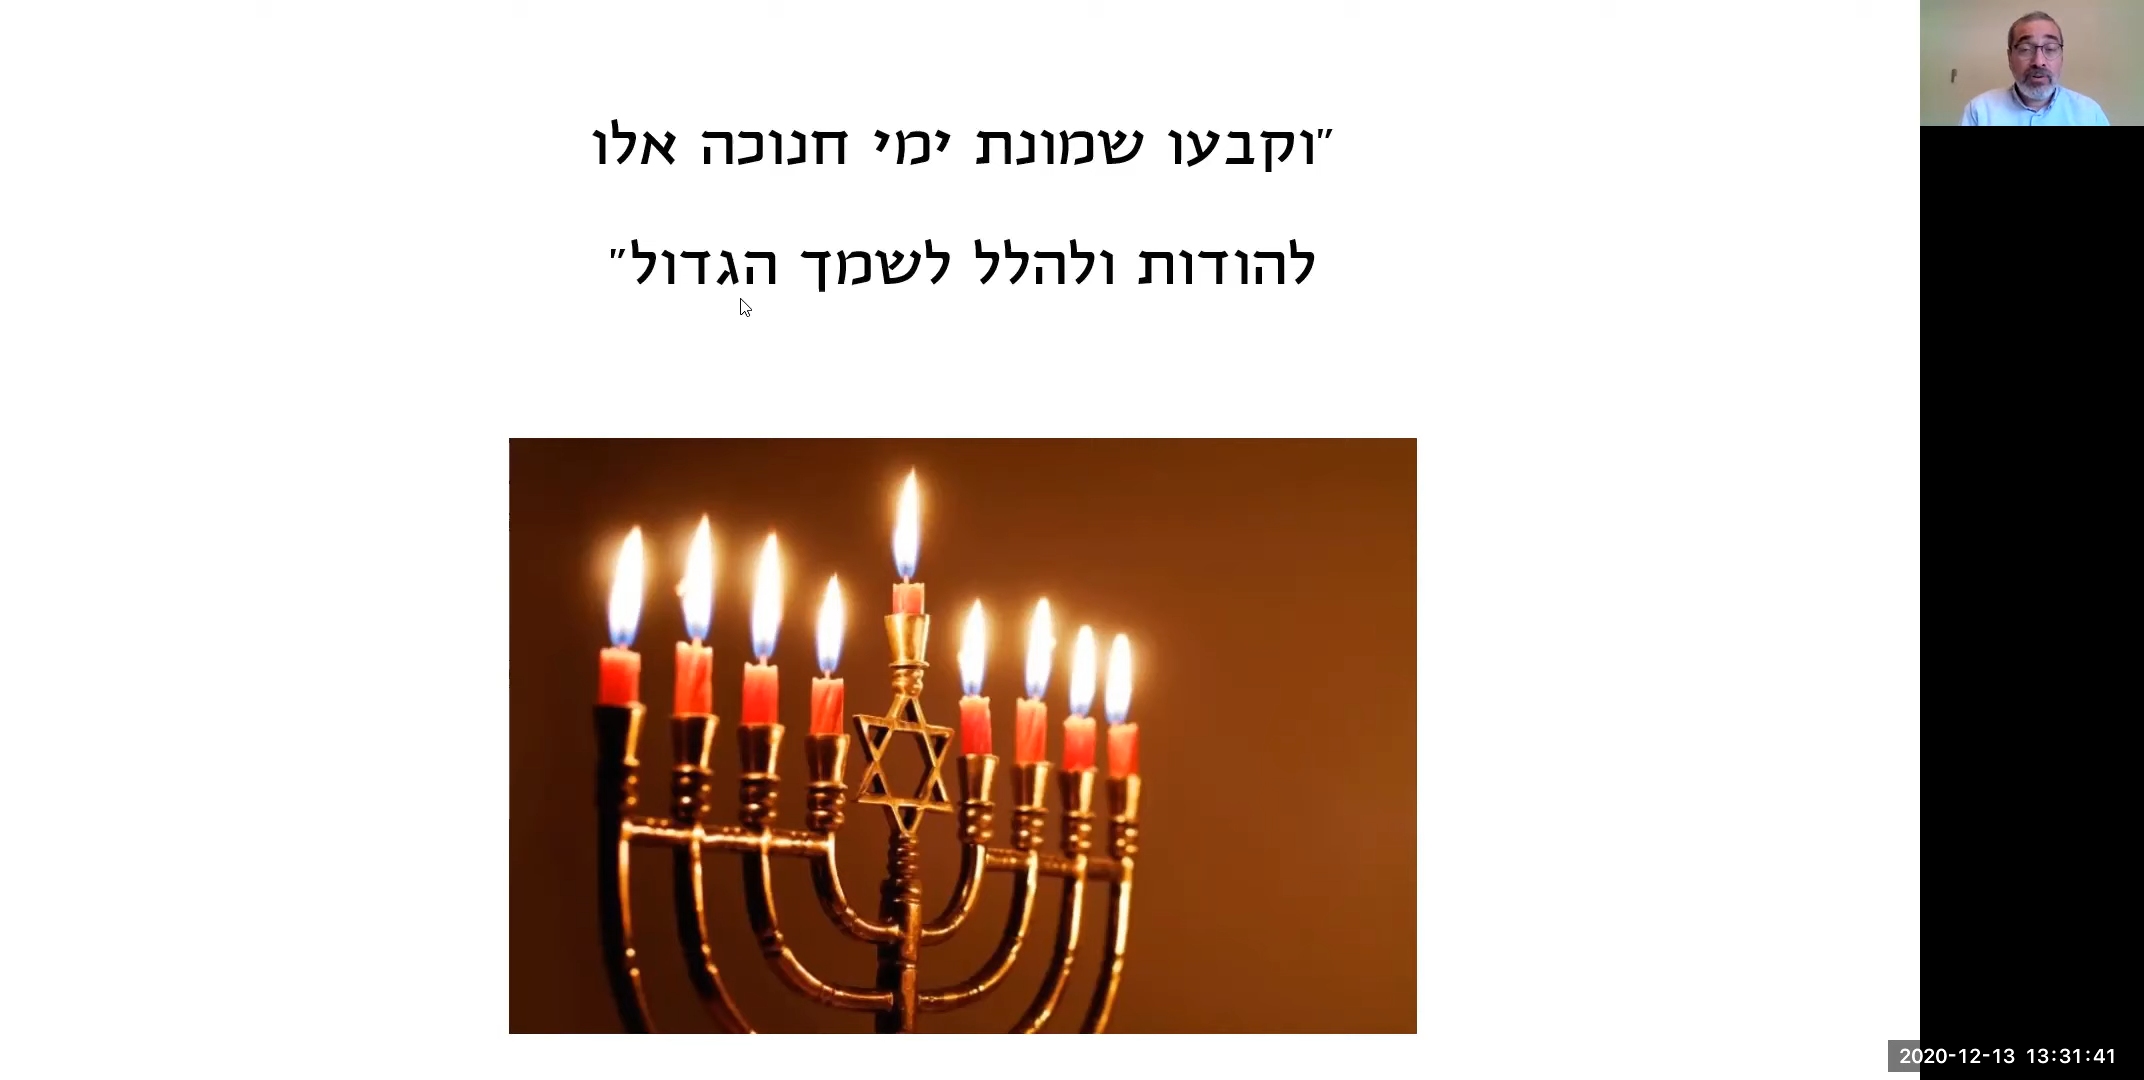 "וקבעו שמונת ימי חנוכה אלו
להודות ולהלל לשמך הגדול"
2020-12-13 13:31:41